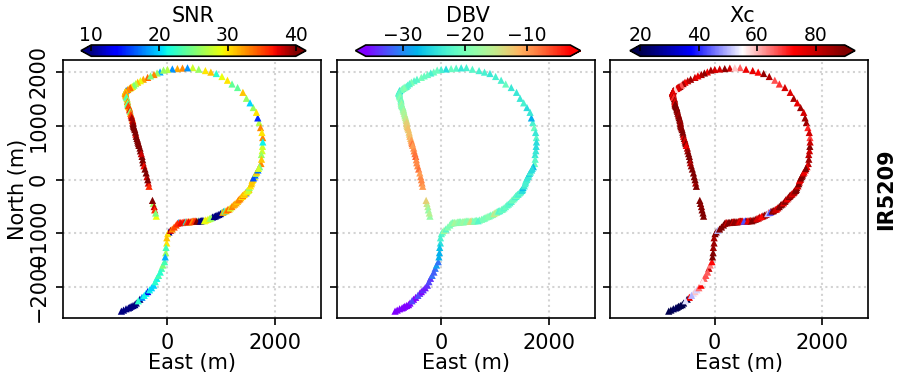 SNR
DBV
Xc
10 20 30 40
−30 −20 −10
20 40 60 80
2000
1000
0
−1000
−2000
North (m)
IR5209
0 2000
0 2000
0 2000
East (m)
East (m)
East (m)